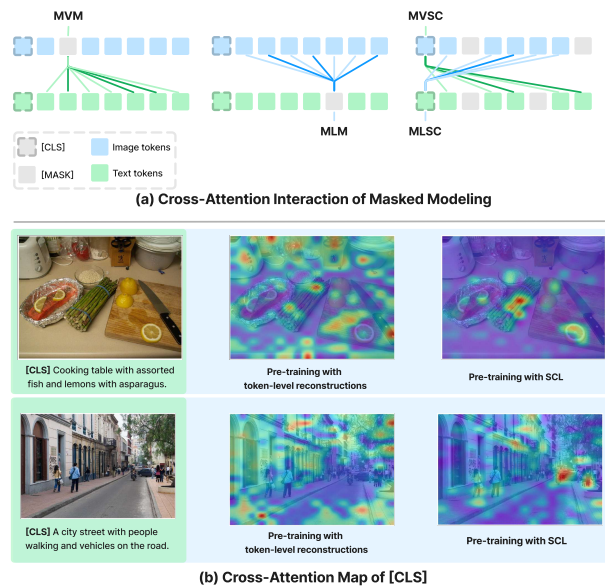 MVM
MVSC
MLM
MLSC
[CLS]
Image tokens
[MASK]
Text tokens
(a) Cross-Attention Interaction of Masked Modeling
[CLS] Cooking table with assorted
fish and lemons with asparagus.
Pre-training with
token-level reconstructions
Pre-training with SCL
[CLS] A city street with people
walking and vehicles on the road.
Pre-training with
token-level reconstructions
Pre-training with SCL
(b) Cross-Attention Map of [CLS]